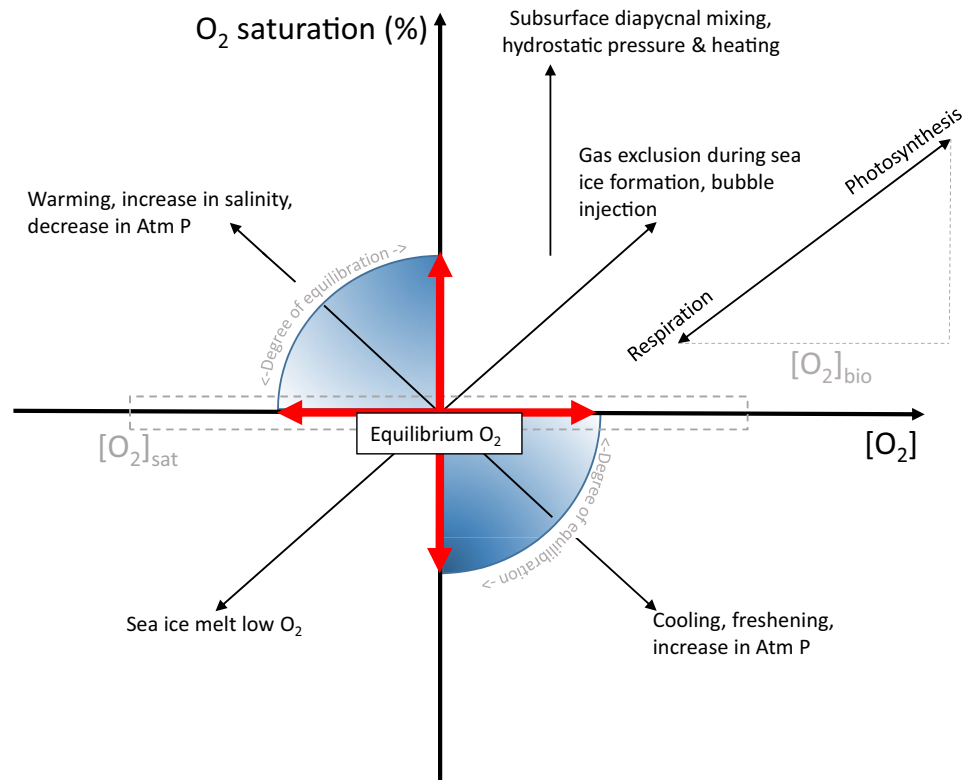 O₂ saturation (%)
Subsurface diapycnal mixing,
hydrostatic pressure & heating
Photosynthesis
Gas exclusion during sea
ice formation, bubble
injection
Warming, increase in salinity,
decrease in Atm P
<-Degree of equilibration ->
Respiration
[O₂]bio
Equilibrium O₂
[O₂]sat
[O₂]
<-Degree of equilibration ->
Sea ice melt low O₂
Cooling, freshening,
increase in Atm P